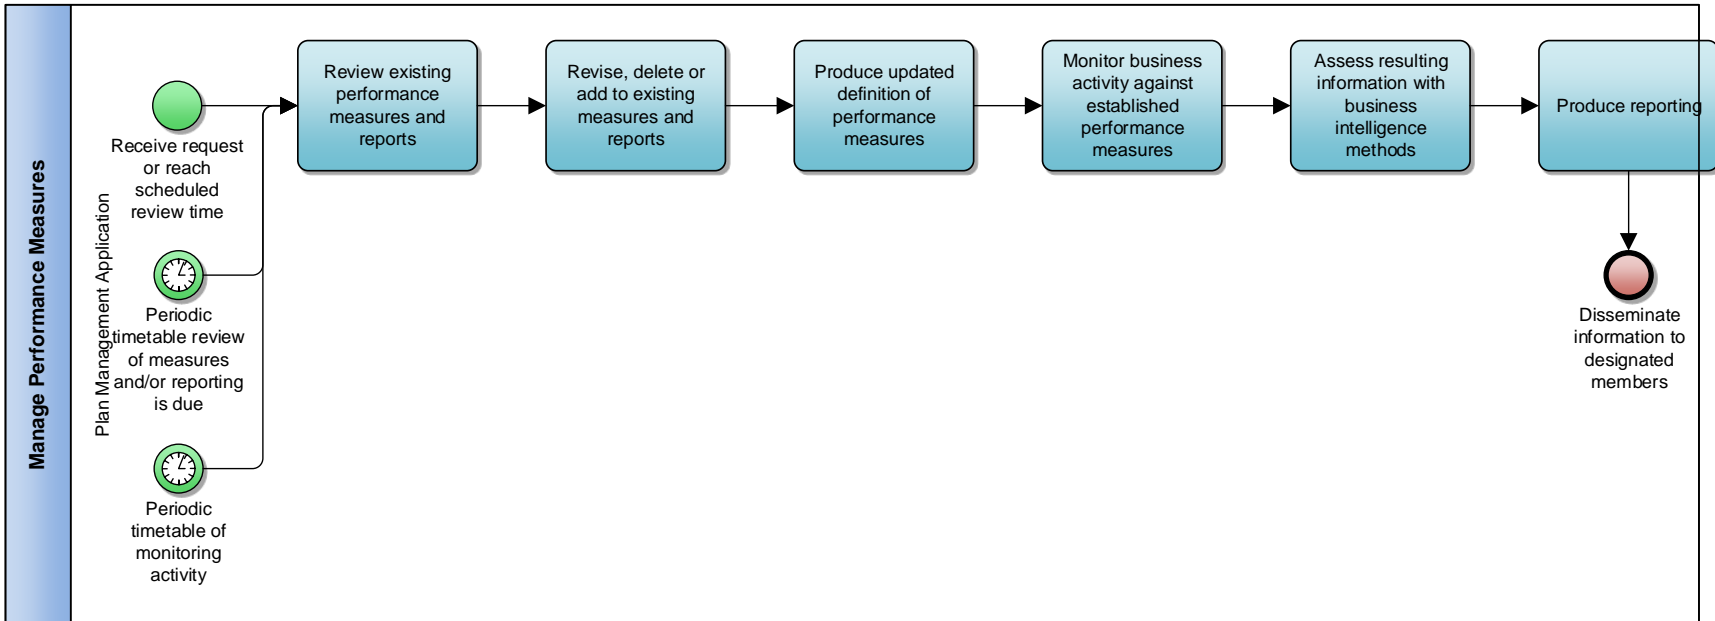 Manage Performance Measures
Plan Management Application
Receive request
or reach
scheduled
review time
Periodic
timetable review
of measures
and/or reporting
is due
Periodic
timetable of
monitoring
activity
Review existing
performance
measures and
reports
Revise, delete or
add to existing
measures and
reports
Produce updated
definition of
performance
measures
Monitor business
activity against
established
performance
measures
Assess resulting
information with
business
intelligence
methods
Produce reporting
Disseminate
information to
designated
members